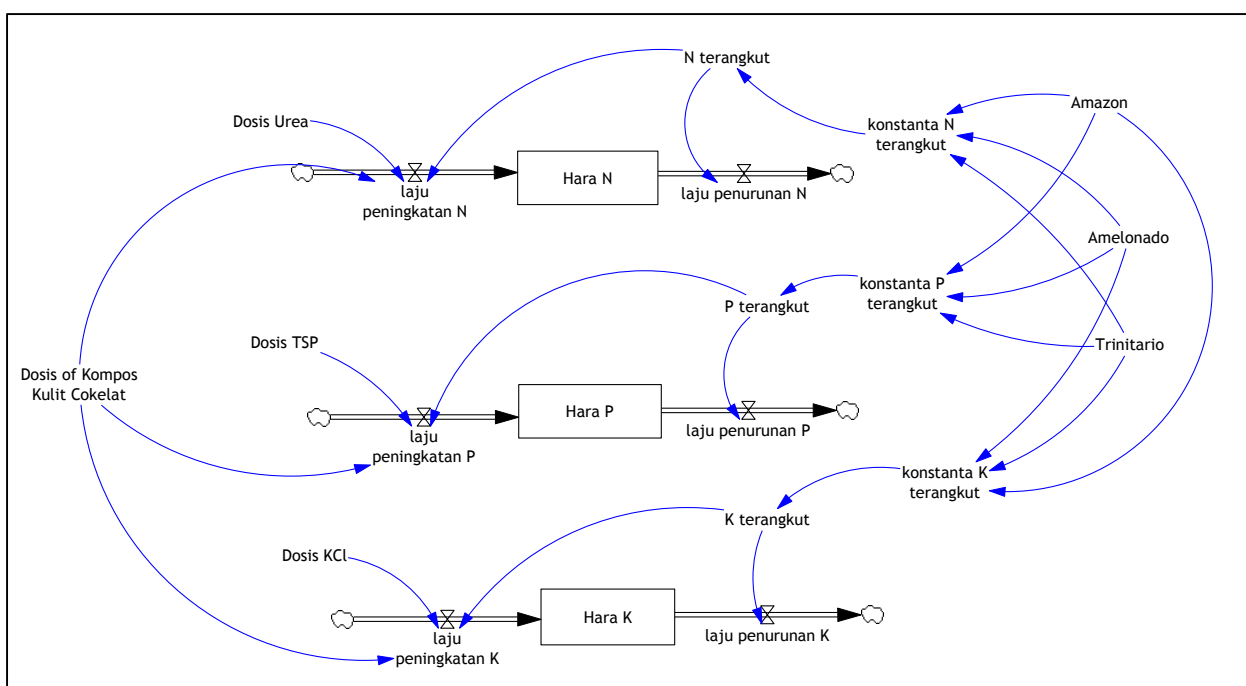 N terangkut
Amazon
Dosis Urea
konstanta N
terangkut
Hara N
laju
peningkatan N
laju penurunan N
Amelonado
konstanta P
terangkut
P terangkut
Dosis TSP
Trinitario
Dosis of Kompos
Kulit Cokelat
Hara P
laju
peningkatan P
laju penurunan P
konstanta K
terangkut
K terangkut
Dosis KCl
Hara K
laju
peningkatan K
laju penurunan K